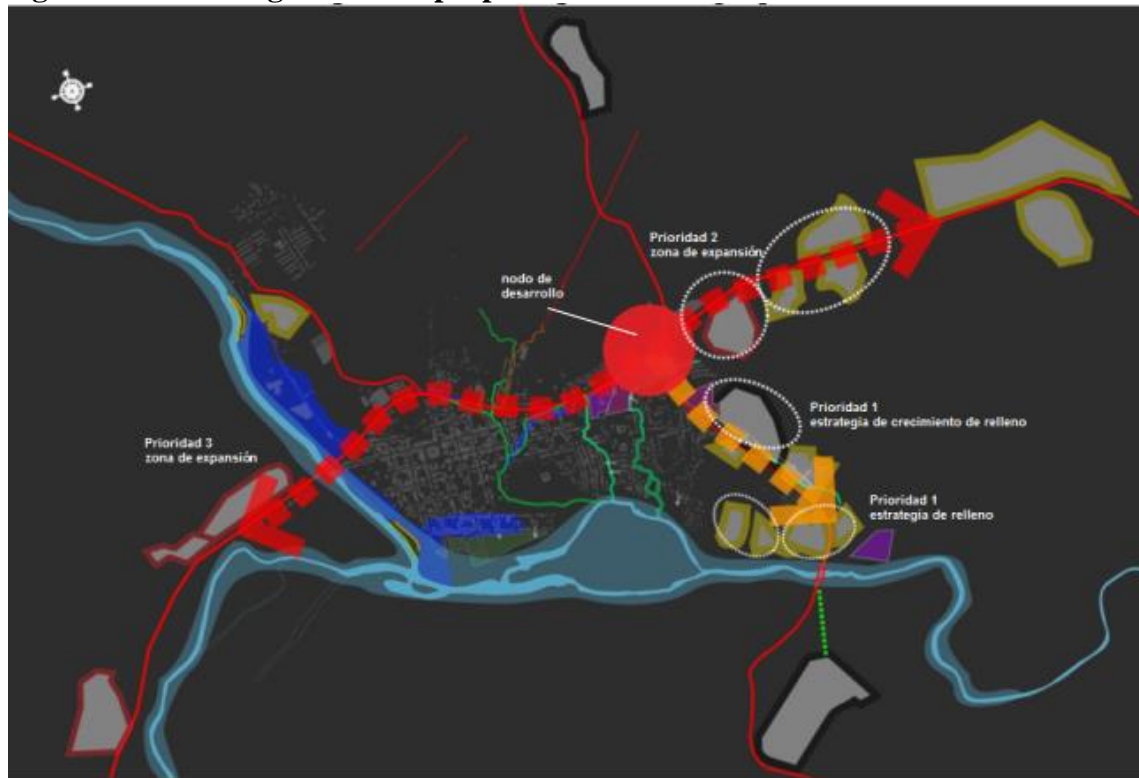 Prioridad 2
zona de expansión
nodo de
desarrollo
Prioridad 1
estrategia de crecimiento de relleno
Prioridad 3
zona de expansión
Prioridad 1
estrategia de relleno